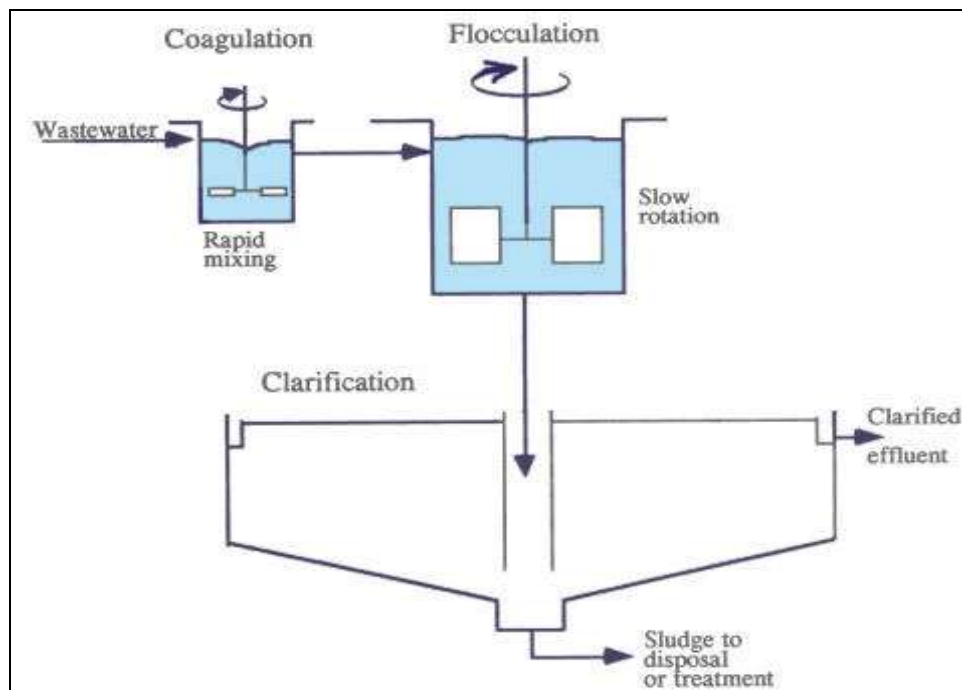 Coagulation
Flocculation
Wastewater
Rapid
mixing
Slow
rotation
Clarification
Clarified
effluent
Sludge to
disposal
or treatment